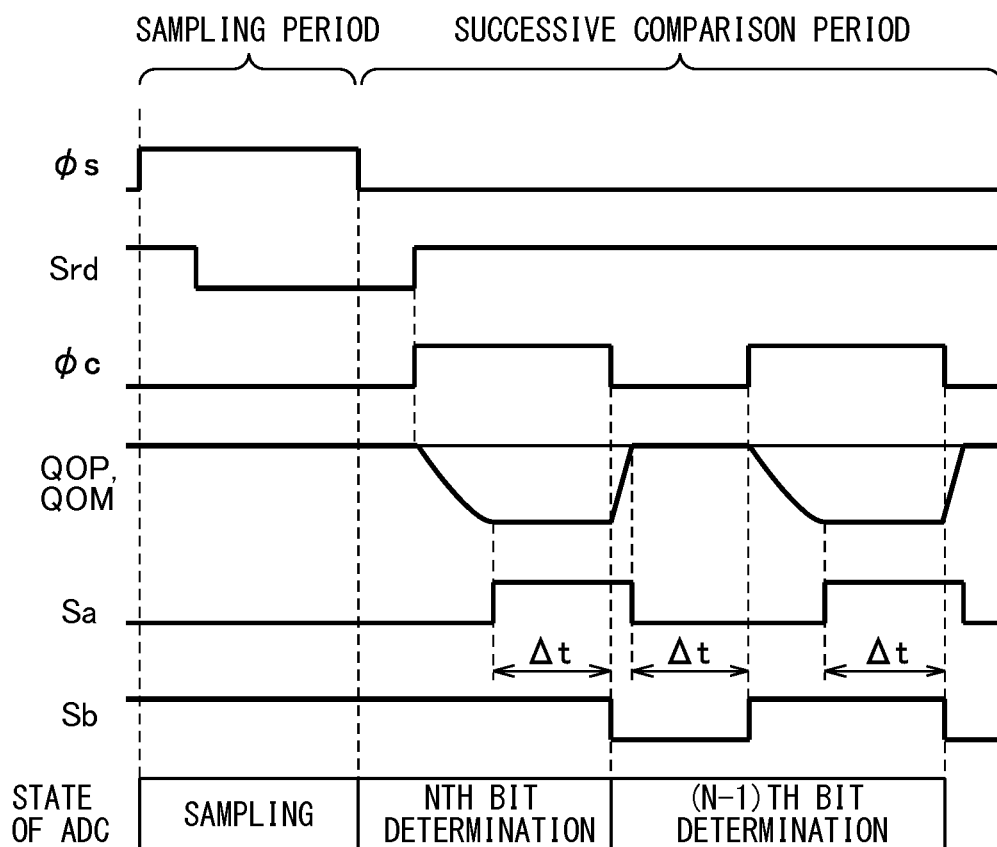 SAMPLING PERIOD
SUCCESSIVE COMPARISON PERIOD
ϕs
Srd
ϕc
QOP,
QOM
Sa
Δt
Δt
Δt
Sb
STATE
OF ADC
SAMPLING
NTH BIT
DETERMINATION
(N-1)TH BIT
DETERMINATION